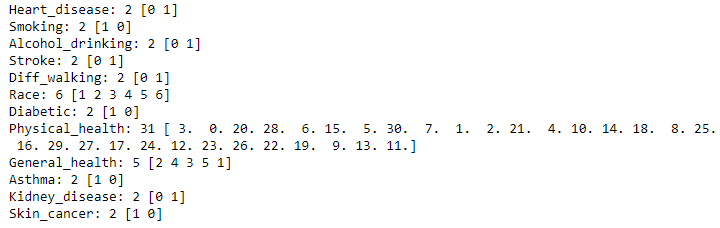 Heart_disease: 2 [0 1]
Smoking: 2 [1 0]
Alcohol_drinking: 2 [0 1]
Stroke: 2 [0 1]
Diff_walking: 2 [0 1]
Race: 6 [1 2 3 4 5 6]
Diabetic: 2 [1 0]
Physical_health: 31 [ 3.  0. 20. 28.  6. 15.  5. 30.  7.  1.  2. 21.  4. 10. 14. 18.  8. 25.
 16. 29. 27. 17. 24. 12. 23. 26. 22. 19.  9. 13. 11.]
General_health: 5 [2 4 3 5 1]
Asthma: 2 [1 0]
Kidney_disease: 2 [0 1]
Skin_cancer: 2 [1 0]